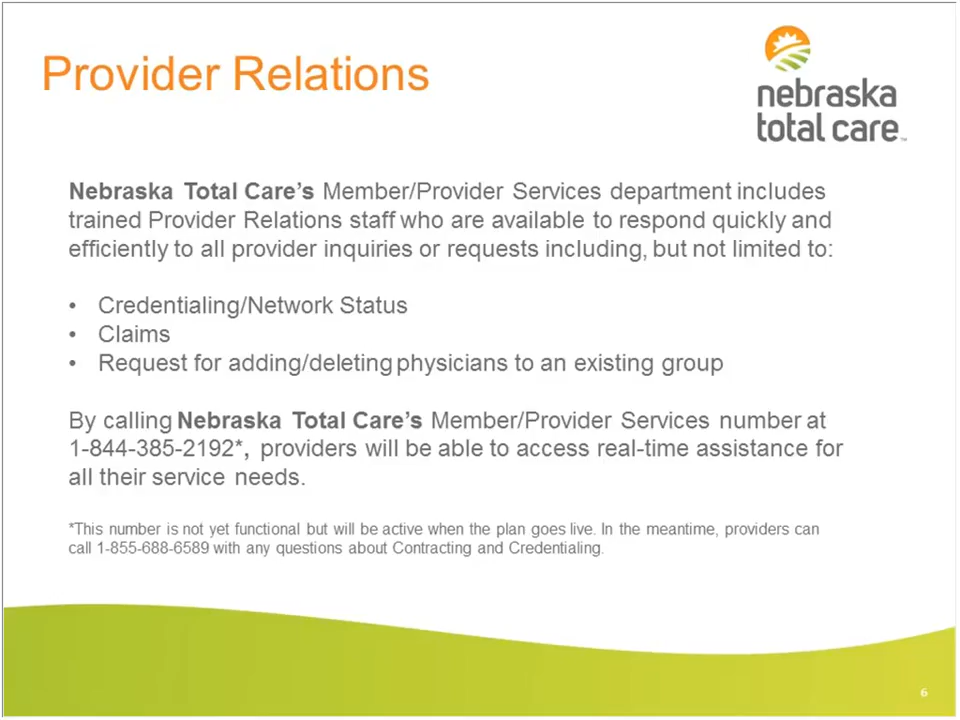 Provider Relations
nebraska
total care™
Nebraska Total Care’s Member/Provider Services department includes
trained Provider Relations staff who are available to respond quickly and
efficiently to all provider inquiries or requests including, but not limited to:
• Credentialing/Network Status
• Claims
• Request for adding/deleting physicians to an existing group
By calling Nebraska Total Care’s Member/Provider Services number at
1-844-385-2192*, providers will be able to access real-time assistance for
all their service needs.
*This number is not yet functional but will be active when the plan goes live. In the meantime, providers can
call 1-855-688-6589 with any questions about Contracting and Credentialing.
6